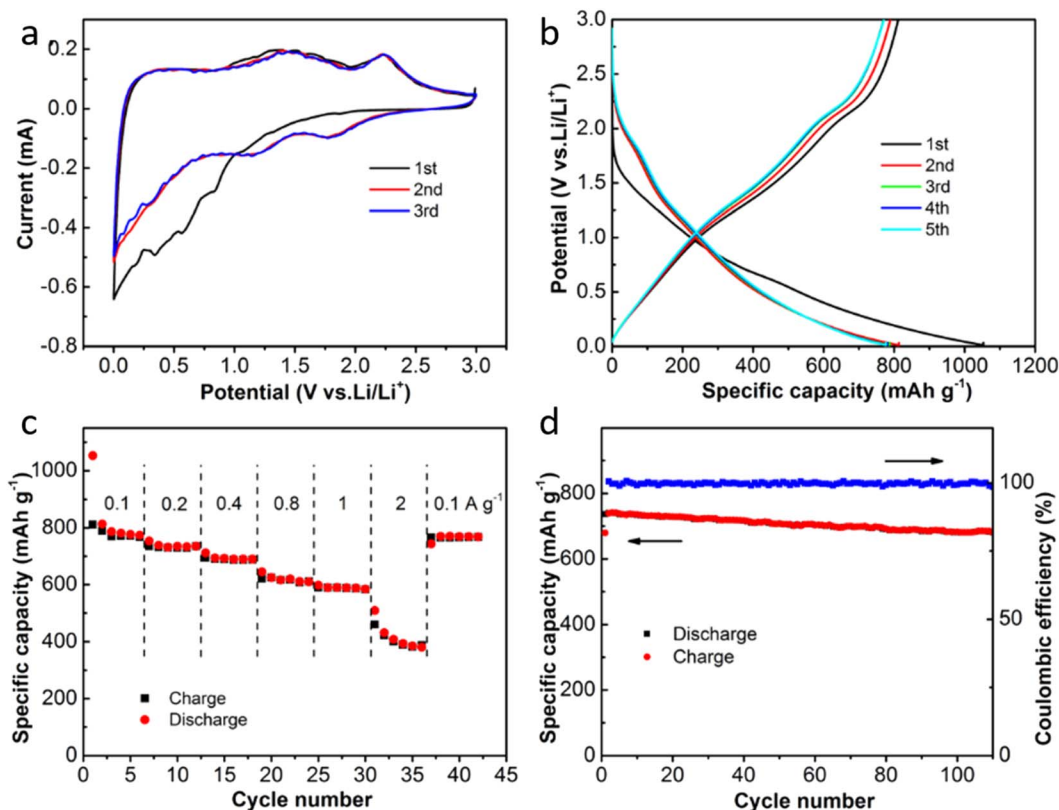 a
0.2
0.0
-0.2
-0.4
-0.6
-0.8
Current (mA)
1st
2nd
3rd
0.0 0.5 1.0 1.5 2.0 2.5 3.0
Potential (V vs.Li/Li⁺)
b
3.0
2.5
2.0
1.5
1.0
0.5
0.0
Potential (V vs.Li/Li⁺)
1st
2nd
3rd
4th
5th
0 200 400 600 800 1000 1200
Specific capacity (mAh g⁻¹)
c
1000
800
600
400
200
0
Specific capacity (mAh g⁻¹)
0.1 0.2 0.4 0.8 1 2 0.1 A g⁻¹
Charge
Discharge
0 5 10 15 20 25 30 35 40 45
Cycle number
d
800
700
600
500
400
300
200
100
0
Specific capacity (mAh g⁻¹)
Discharge
Charge
100
50
0
Coulombic efficiency (%)
0 20 40 60 80 100
Cycle number